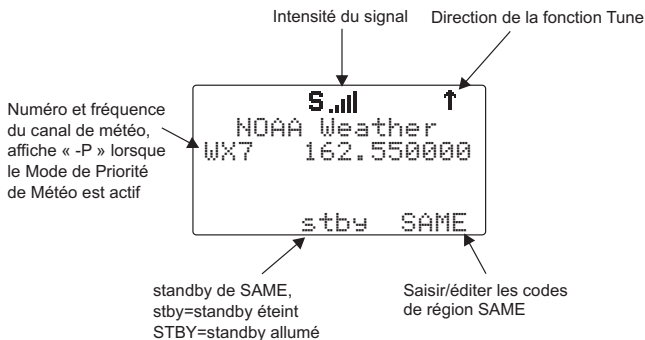 Intensité du signal
Direction de la fonction Tune
Numéro et fréquence
du canal de météo,
affiche « -P » lorsque
le Mode de Priorité
de Météo est actif
S
NOAA Weather
WX7 162.550000
stby SAME
standby de SAME,
stby=standby éteint
STBY=standby allumé
Saisir/éditer les codes
de région SAME